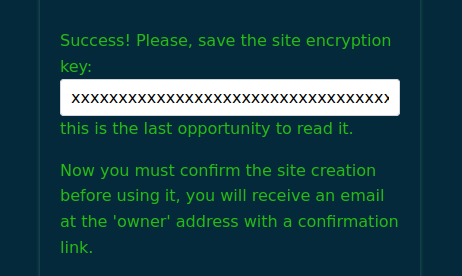 Success! Please, save the site encryption
key:
xxxxxxxxxxxxxxxxxxxxxxxxxxxxxxxxxx
this is the last opportunity to read it.
Now you must confirm the site creation
before using it, you will receive an email
at the 'owner' address with a confirmation
link.